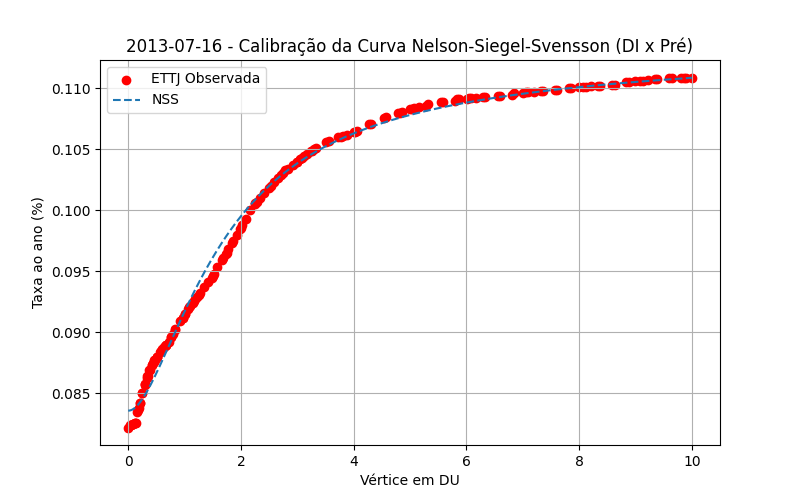 2013-07-16 - Calibração da Curva Nelson-Siegel-Svensson (DI x Pré)
ETTJ Observada
NSS
Taxa ao ano (%)
0.110
0.105
0.100
0.095
0.090
0.085
0 2 4 6 8 10
Vértice em DU